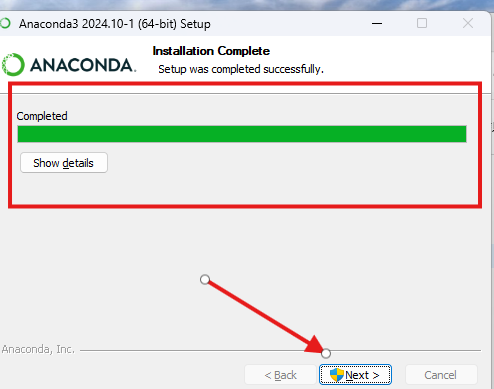 Anaconda3 2024.10-1 (64-bit) Setup
Installation Complete
ANACONDA.
Setup was completed successfully.
Completed
Show details
Anaconda, Inc.
< Back
Next >
Cancel